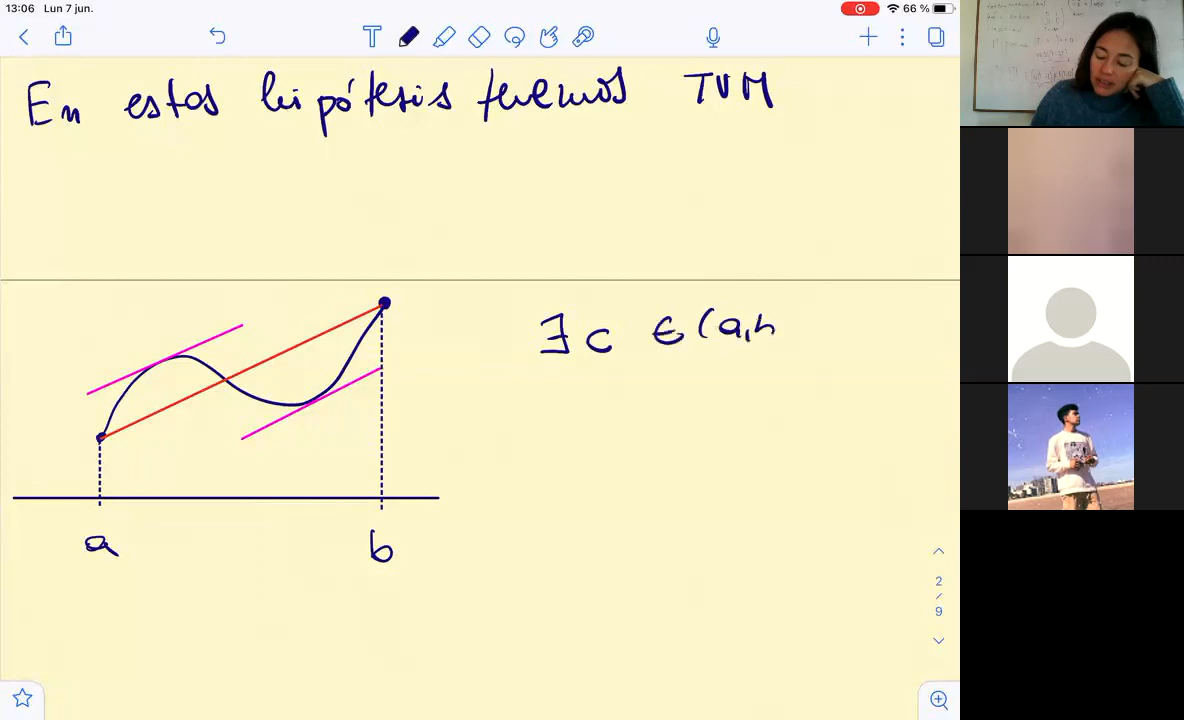 13:06 Lun 7 jun.
66 %
En estas hipótesis tenemos TVM
∃ c ∈ (a,b
a
b
2
/
9